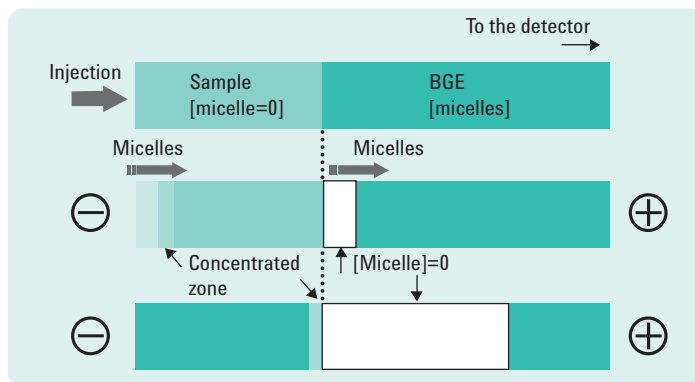 To the detector
Injection
Sample
[micelle=0]
BGE
[micelles]
Micelles
Micelles
Concentrated
zone
[Micelle]=0